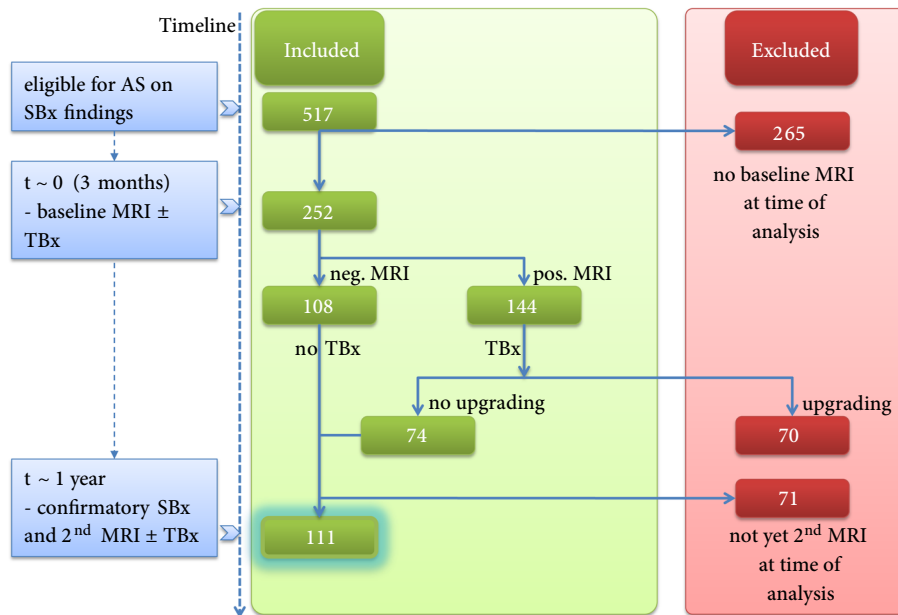 Timeline
Included
Excluded
eligible for AS on
SBx findings
517
265
no baseline MRI
at time of
analysis
t ~ 0 (3 months)
- baseline MRI ±
TBx
252
neg. MRI
pos. MRI
108
144
no TBx
TBx
no upgrading
upgrading
74
70
t ~ 1 year
- confirmatory SBx
and 2nd MRI ± TBx
71
111
not yet 2nd MRI
at time of
analysis